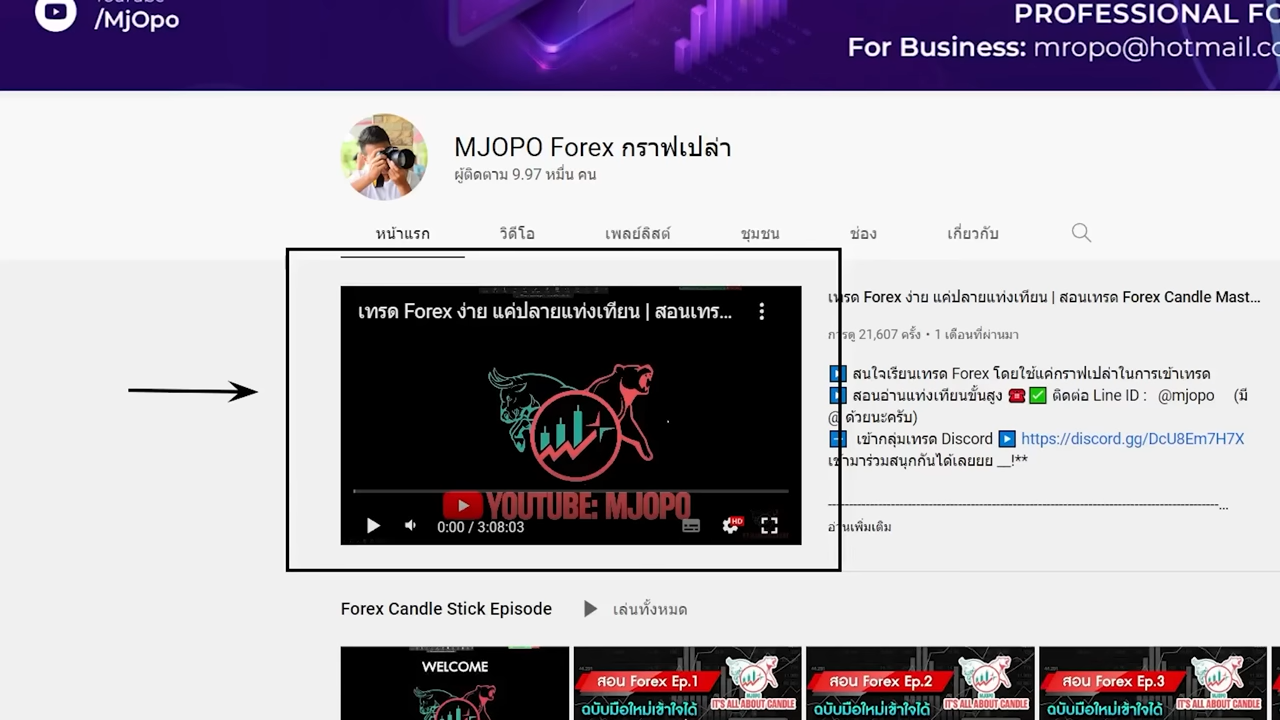 /MjOpo
PROFESSIONAL FO
For Business: mropo@hotmail.co
MJOPO Forex กราฟเปล่า
ผู้ติดตาม 9.97 หมื่น คน
หน้าแรก วิดีโอ เพลย์ลิสต์ ชุมชน ช่อง เกี่ยวกับ
เทรด Forex ง่าย แค่ปลายแท่งเทียน | สอนเทร...
YOUTUBE: MJOPO
0:00 / 3:08:03
HD
เทรด Forex ง่าย แค่ปลายแท่งเทียน | สอนเทรด Forex Candle Mast...
การดู 21,607 ครั้ง • 1 เดือนที่ผ่านมา
สนใจเรียนเทรด Forex โดยใช้แค่กราฟเปล่าในการเข้าเทรด
สอนอ่านแท่งเทียนขั้นสูง ☎️✅ ติดต่อ Line ID : @mjopo (มี
@ ด้วยนะครับ)
เข้ากลุ่มเทรด Discord ▶️ https://discord.gg/DcU8Em7H7X
เข้ามาร่วมสนุกกันได้เลยยย __!**
อ่านเพิ่มเติม
Forex Candle Stick Episode ▶ เล่นทั้งหมด
WELCOME
สอน Forex Ep.1
ฉบับมือใหม่เข้าใจได้
IT'S ALL ABOUT CANDLE
สอน Forex Ep.2
ฉบับมือใหม่เข้าใจได้
IT'S ALL ABOUT CANDLE
สอน Forex Ep.3
ฉบับมือใหม่เข้าใจได้
IT'S ALL ABOUT CANDLE